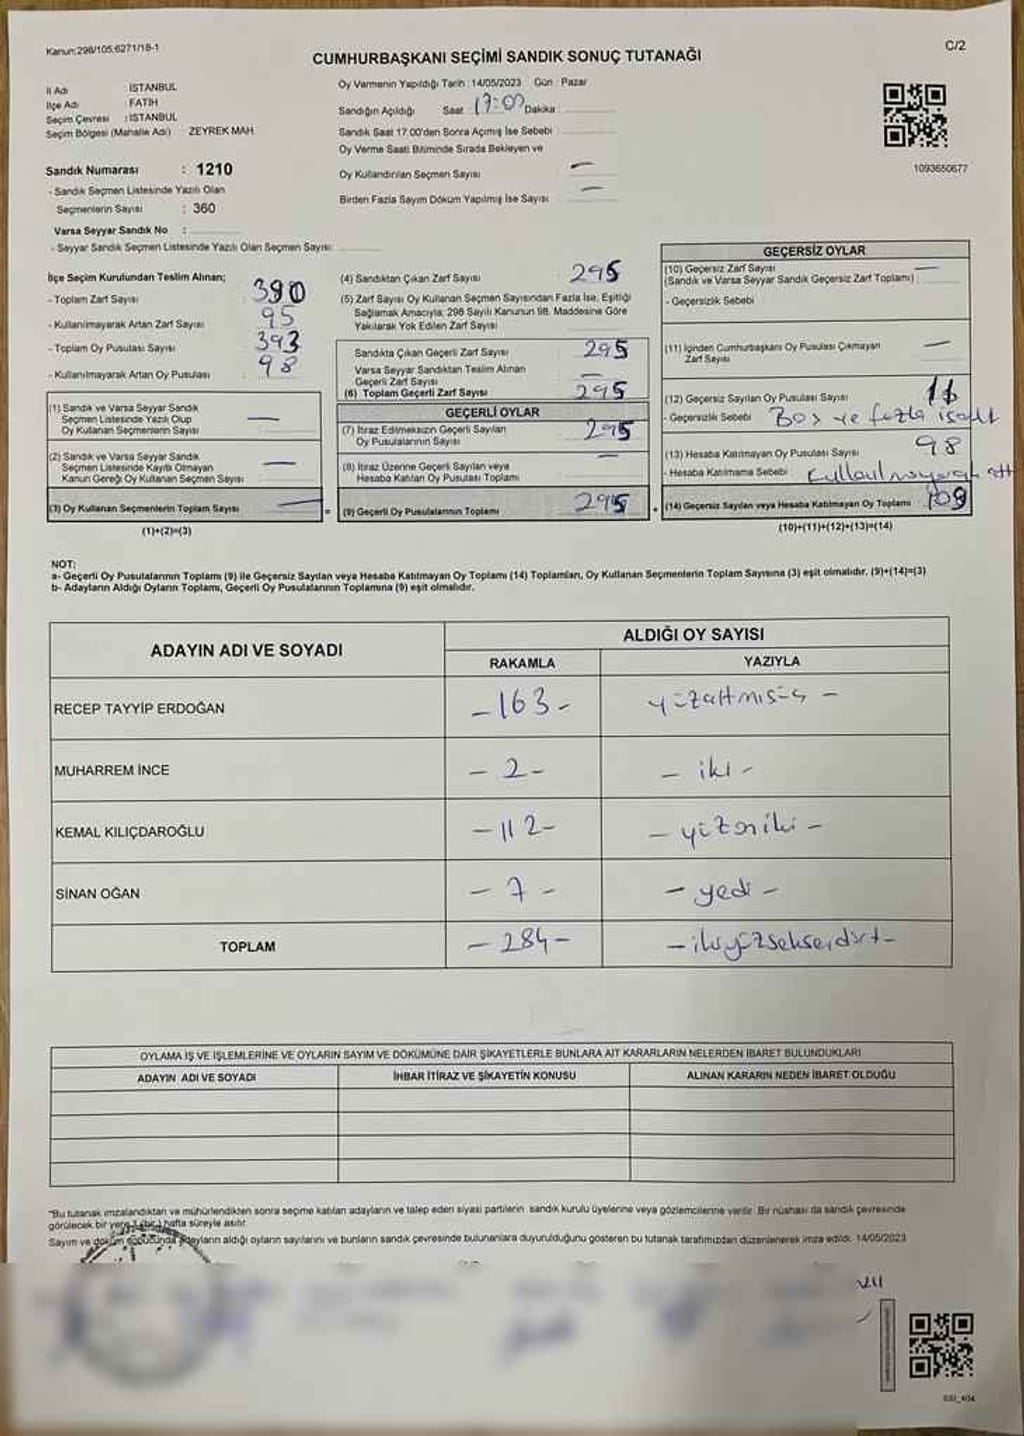 Kanun:298/105,6271/18-1
C/2
CUMHURBAŞKANI SEÇİMİ SANDIK SONUÇ TUTANAĞI
İl Adı : İSTANBUL
İlçe Adı : FATİH
Seçim Çevresi : İSTANBUL
Seçim Bölgesi (Mahalle Adı) : ZEYREK MAH.
Sandık Numarası : 1210
- Sandık Seçmen Listesinde Yazılı Olan
Seçmenlerin Sayısı : 360
Varsa Seyyar Sandık No :
- Seyyar Sandık Seçmen Listesinde Yazılı Olan Seçmen Sayısı:
Oy Vermenin Yapıldığı Tarih : 14/05/2023 Gün : Pazar
Sandığın Açıldığı Saat 17:00 Dakika
Sandık Saat 17:00'den Sonra Açımış İse Sebebi
Oy Verme Saati Bitiminde Sırada Bekleyen ve
Oy Kullandırılan Seçmen Sayısı —
Birden Fazla Sayım Döküm Yapılmış İse Sayısı —
1093650677
İlçe Seçim Kurulundan Teslim Alınan;
- Toplam Zarf Sayısı : 390
- Kullanılmayarak Artan Zarf Sayısı : 95
- Toplam Oy Pusulası Sayısı : 393
- Kullanılmayarak Artan Oy Pusulası : 98
(1) Sandık ve Varsa Seyyar Sandık
Seçmen Listesinde Yazılı Olup
Oy Kullanan Seçmenlerin Sayısı —
(2) Sandık ve Varsa Seyyar Sandık
Seçmen Listesinde Kayıtlı Olmayan
Kanun Gereği Oy Kullanan Seçmen Sayısı —
(3) Oy Kullanan Seçmenlerin Toplam Sayısı —
(1)+(2)=(3)
=
(4) Sandıktan Çıkan Zarf Sayısı 295
(5) Zarf Sayısı Oy Kullanan Seçmen Sayısından Fazla İse, Eşitliği
Sağlamak Amacıyla, 298 Sayılı Kanunun 98. Maddesine Göre
Yakılarak Yok Edilen Zarf Sayısı
Sandıkta Çıkan Geçerli Zarf Sayısı 295
Varsa Seyyar Sandıktan Teslim Alınan
Geçerli Zarf Sayısı —
(6) Toplam Geçerli Zarf Sayısı 295
GEÇERLİ OYLAR
(7) İtiraz Edilmeksizin Geçerli Sayılan
Oy Pusulalarının Sayısı 295
(8) İtiraz Üzerine Geçerli Sayılan veya
Hesaba Katılan Oy Pusulası Toplamı —
(9) Geçerli Oy Pusulalarının Toplamı 295
+
GEÇERSİZ OYLAR
(10) Geçersiz Zarf Sayısı —
(Sandık ve Varsa Seyyar Sandık Geçersiz Zarf Toplamı) :
- Geçersizlik Sebebi
(11) İçinden Cumhurbaşkanı Oy Pusulası Çıkmayan
Zarf Sayısı —
(12) Geçersiz Sayılan Oy Pusulası Sayısı 11
- Geçersizlik Sebebi Boş ve fazla
(13) Hesaba Katılmayan Oy Pusulası Sayısı 98
- Hesaba Katılmama Sebebi
(14) Geçersiz Sayılan veya Hesaba Katılmayan Oy Toplamı 109
(10)+(11)+(12)+(13)=(14)
NOT:
a- Geçerli Oy Pusulalarının Toplamı (9) ile Geçersiz Sayılan veya Hesaba Katılmayan Oy Toplamı (14) Toplamları, Oy Kullanan Seçmenlerin Toplam Sayısına (3) eşit olmalıdır. (9)+(14)=(3)
b- Adayların Aldığı Oyların Toplamı, Geçerli Oy Pusulalarının Toplamına (9) eşit olmalıdır.
ADAYIN ADI VE SOYADI ALDIĞI OY SAYISI
RAKAMLA YAZIYLA
RECEP TAYYİP ERDOĞAN -163- yüzaltmışüç -
MUHARREM İNCE - 2 - - iki -
KEMAL KILIÇDAROĞLU -112- - yüzoniki -
SİNAN OĞAN - 7 - - yedi -
TOPLAM - 284 - - ikiyüzseksendört -
OYLAMA İŞ VE İŞLEMLERİNE VE OYLARIN SAYIM VE DÖKÜMÜNE DAİR ŞİKAYETLERLE BUNLARA AİT KARARLARIN NELERDEN İBARET BULUNDUKLARI
ADAYIN ADI VE SOYADI İHBAR İTİRAZ VE ŞİKAYETİN KONUSU ALINAN KARARIN NEDEN İBARET OLDUĞU
"Bu tutanak imzalandıktan ve mühürlendikten sonra seçime katılan adayların ve talep eden siyasi partilerin sandık kurulu üyelerine veya gözlemcilerine verilir. Bir nüshası da sandık çevresinde
görülecek bir yere 1 (bir) hafta süreyle asılır.
Sayım ve döküm sonucunda adayların aldığı oyların sayılarını ve bunların sandık çevresinde bulunanlara duyurulduğunu gösteren bu tutanak tarafımızdan düzenlenerek imza edildi. 14/05/2023